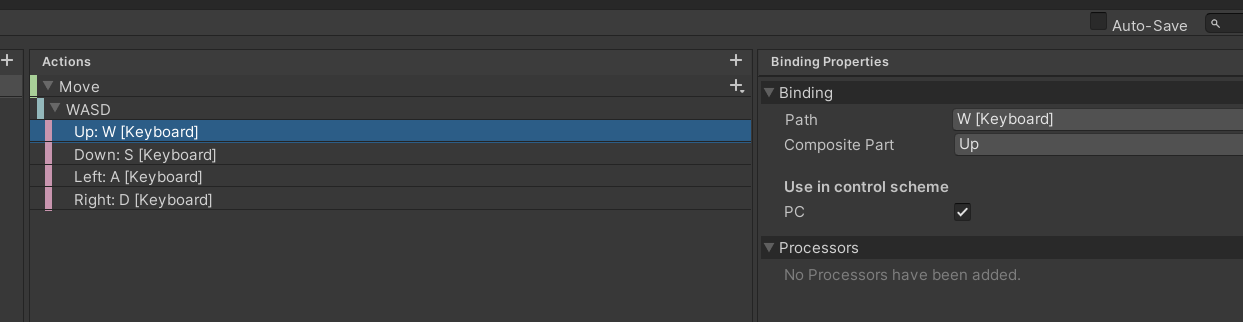 Auto-Save
Actions
Binding Properties
Move
Binding
WASD
Path
W [Keyboard]
Up: W [Keyboard]
Composite Part
Up
Down: S [Keyboard]
Left: A [Keyboard]
Use in control scheme
Right: D [Keyboard]
PC
Processors
No Processors have been added.